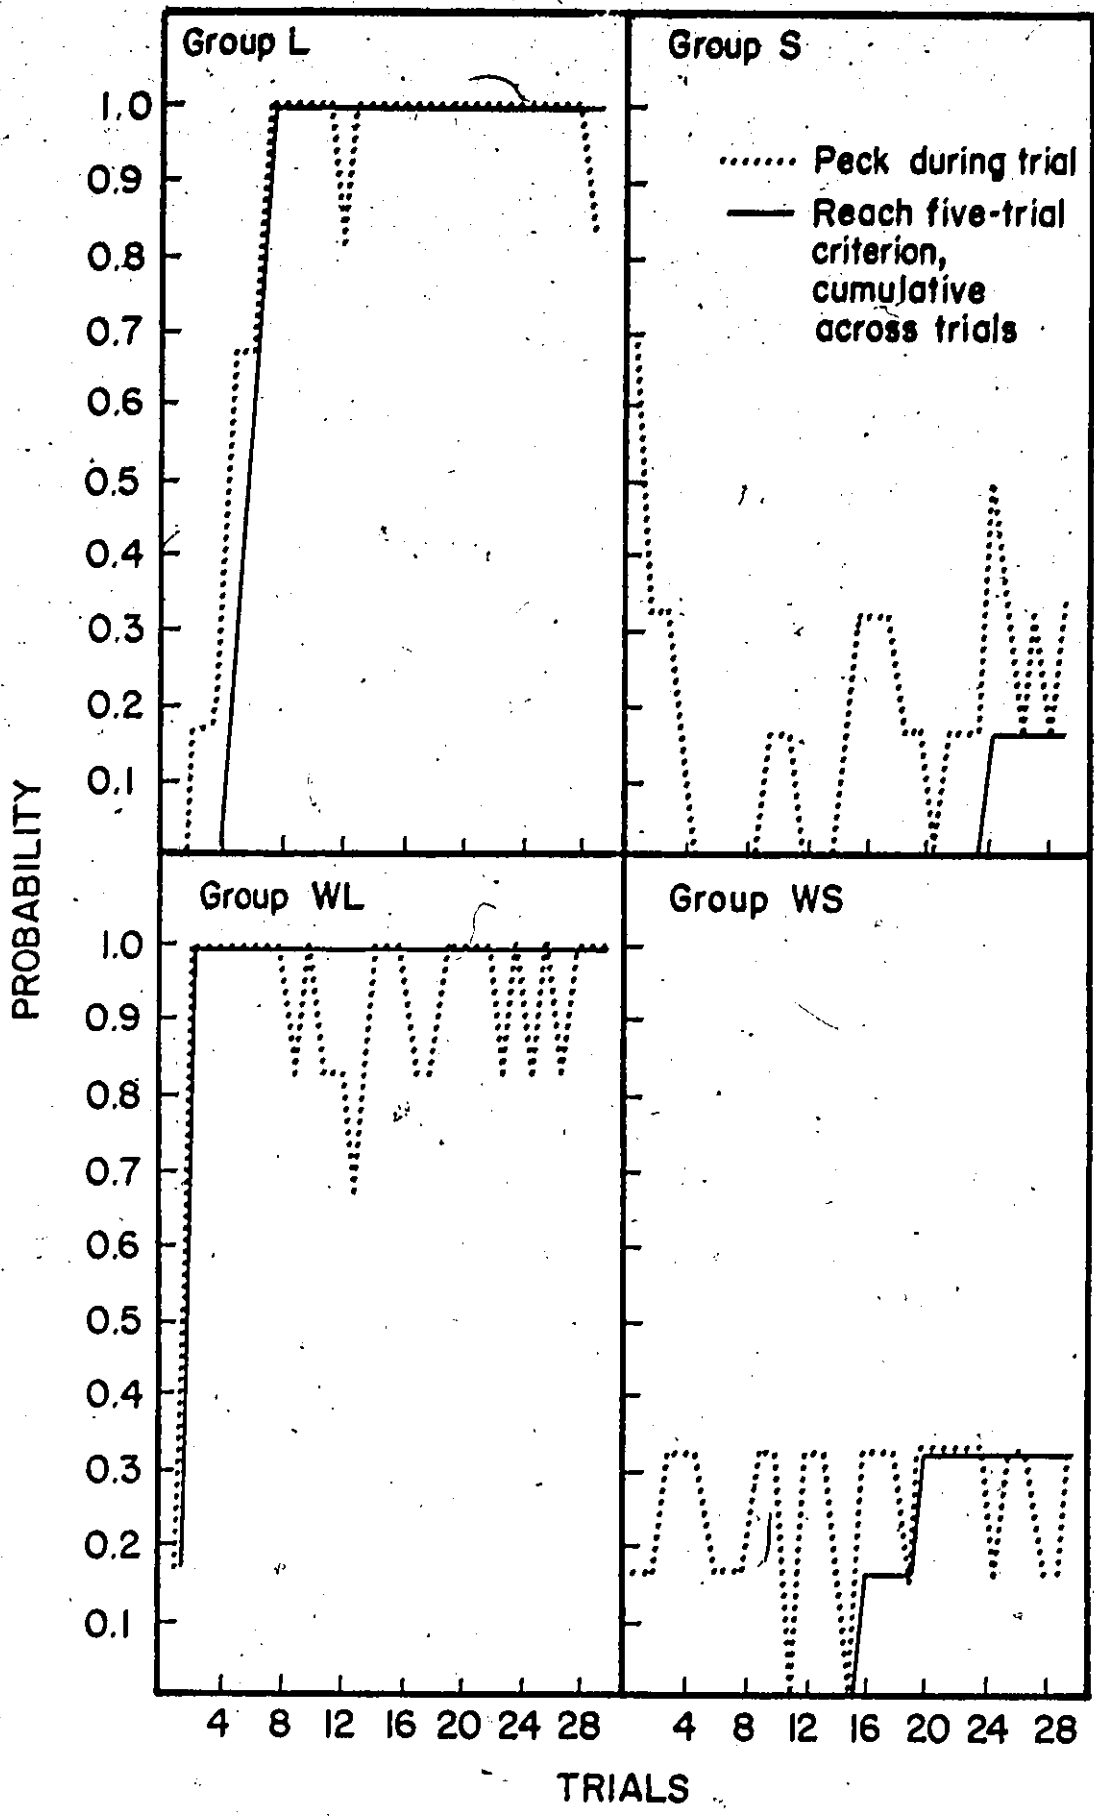 Group L
Group S
1.0
0.9
0.8
0.7
0.6
0.5
0.4
0.3
0.2
0.1
Peck during trial
Reach five-trial
criterion,
cumulative
across trials
PROBABILITY
Group WL
Group WS
1.0
0.9
0.8
0.7
0.6
0.5
0.4
0.3
0.2
0.1
4 8 12 16 20 24 28
4 8 12 16 20 24 28
TRIALS